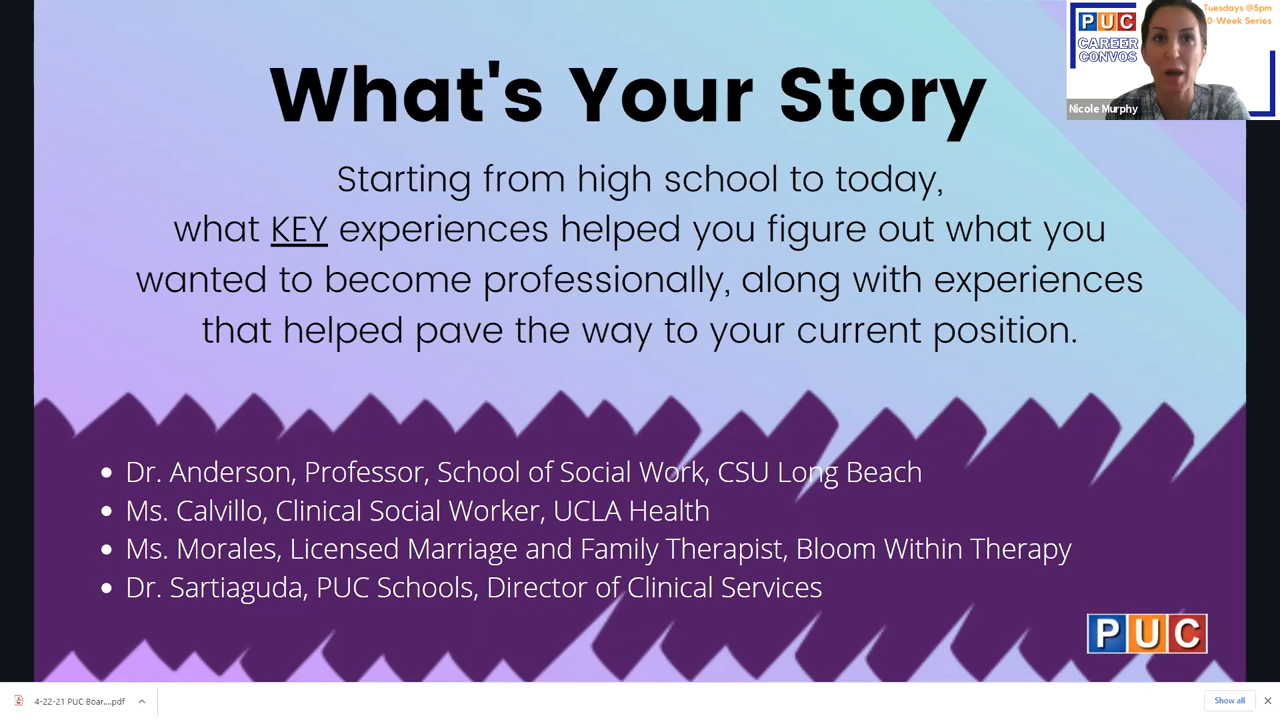 What's Your Story
Starting from high school to today,
what KEY experiences helped you figure out what you
wanted to become professionally, along with experiences
that helped pave the way to your current position.
• Dr. Anderson, Professor, School of Social Work, CSU Long Beach
• Ms. Calvillo, Clinical Social Worker, UCLA Health
• Ms. Morales, Licensed Marriage and Family Therapist, Bloom Within Therapy
• Dr. Sartiaguda, PUC Schools, Director of Clinical Services
PUC
PUC
CAREER
CONVOS
Tuesdays @5pm
0-Week Series
Nicole Murphy
4-22-21 PUC Boar....pdf
Show all